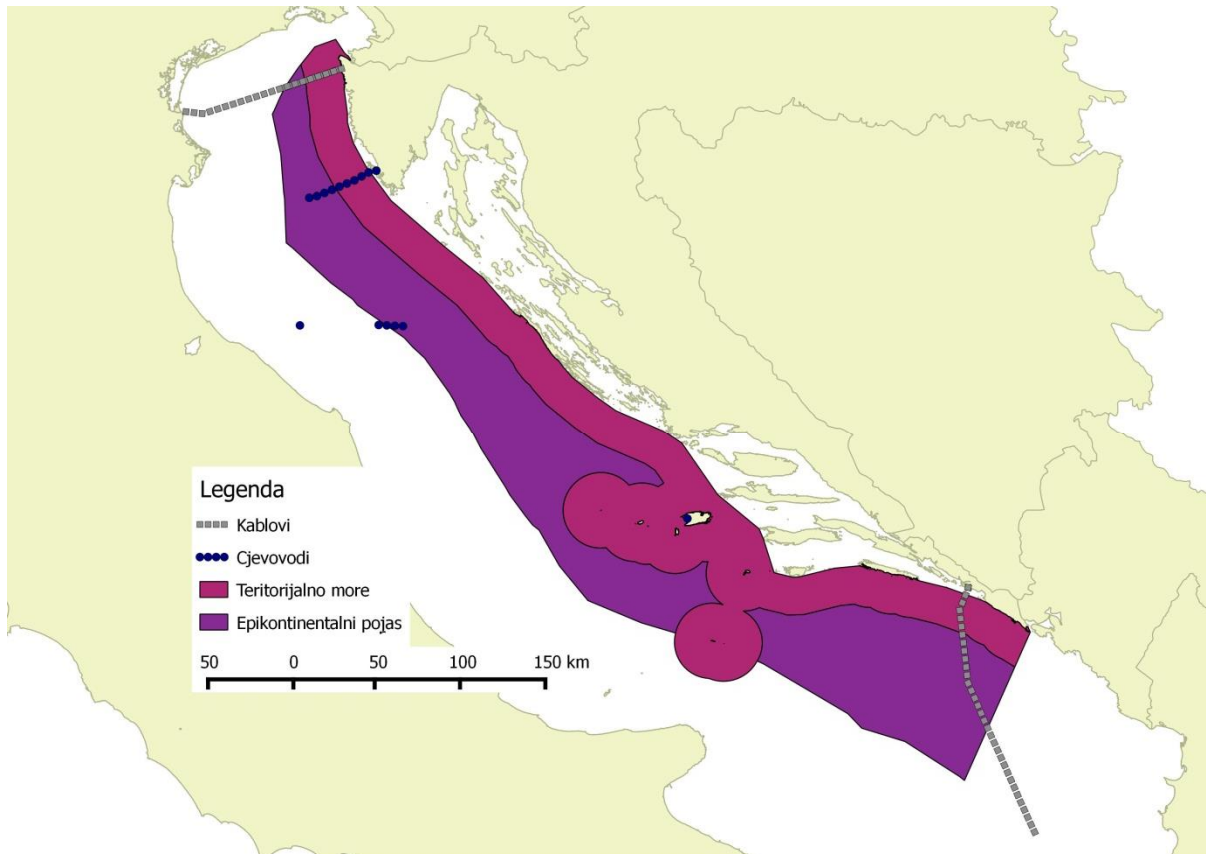 Legenda
Kablovi
Cjevovodi
Teritorijalno more
Epikontinentalni pojas
50 0 50 100 150 km